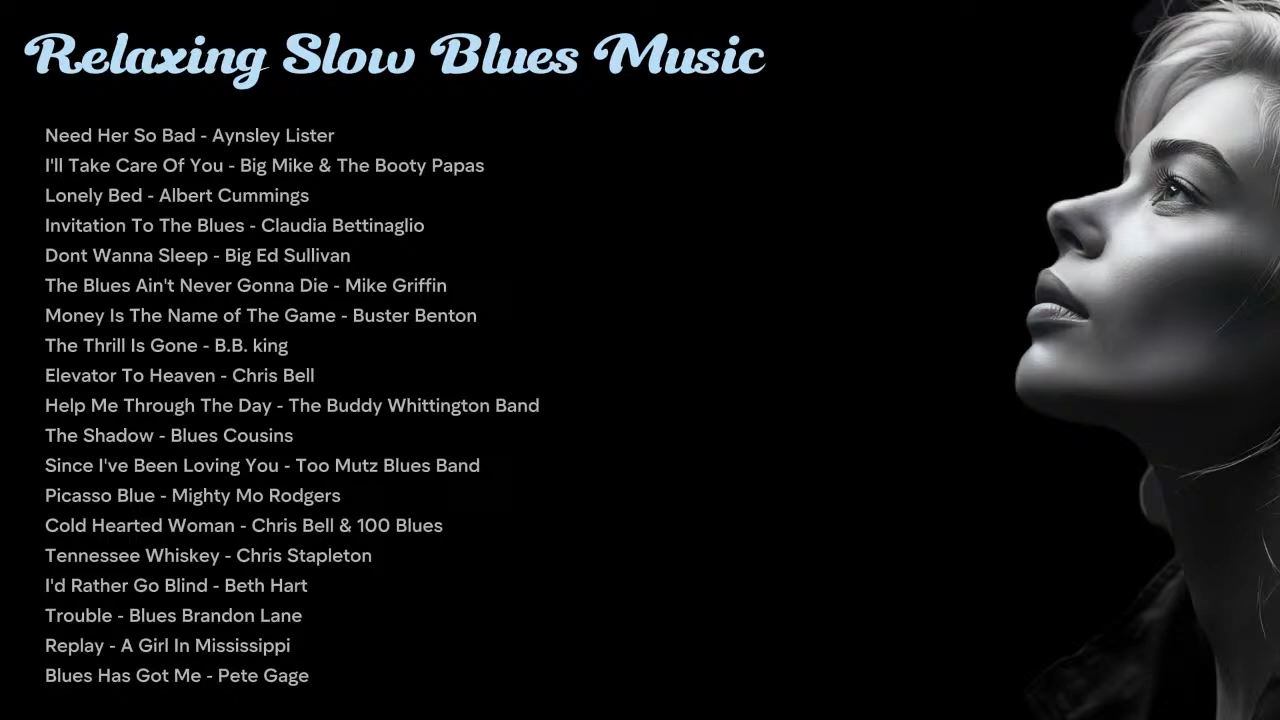 Relaxing Slow Blues Music
Need Her So Bad - Aynsley Lister
I'll Take Care Of You - Big Mike & The Booty Papas
Lonely Bed - Albert Cummings
Invitation To The Blues - Claudia Bettinaglio
Dont Wanna Sleep - Big Ed Sullivan
The Blues Ain't Never Gonna Die - Mike Griffin
Money Is The Name of The Game - Buster Benton
The Thrill Is Gone - B.B. king
Elevator To Heaven - Chris Bell
Help Me Through The Day - The Buddy Whittington Band
The Shadow - Blues Cousins
Since I've Been Loving You - Too Mutz Blues Band
Picasso Blue - Mighty Mo Rodgers
Cold Hearted Woman - Chris Bell & 100 Blues
Tennessee Whiskey - Chris Stapleton
I'd Rather Go Blind - Beth Hart
Trouble - Blues Brandon Lane
Replay - A Girl In Mississippi
Blues Has Got Me - Pete Gage